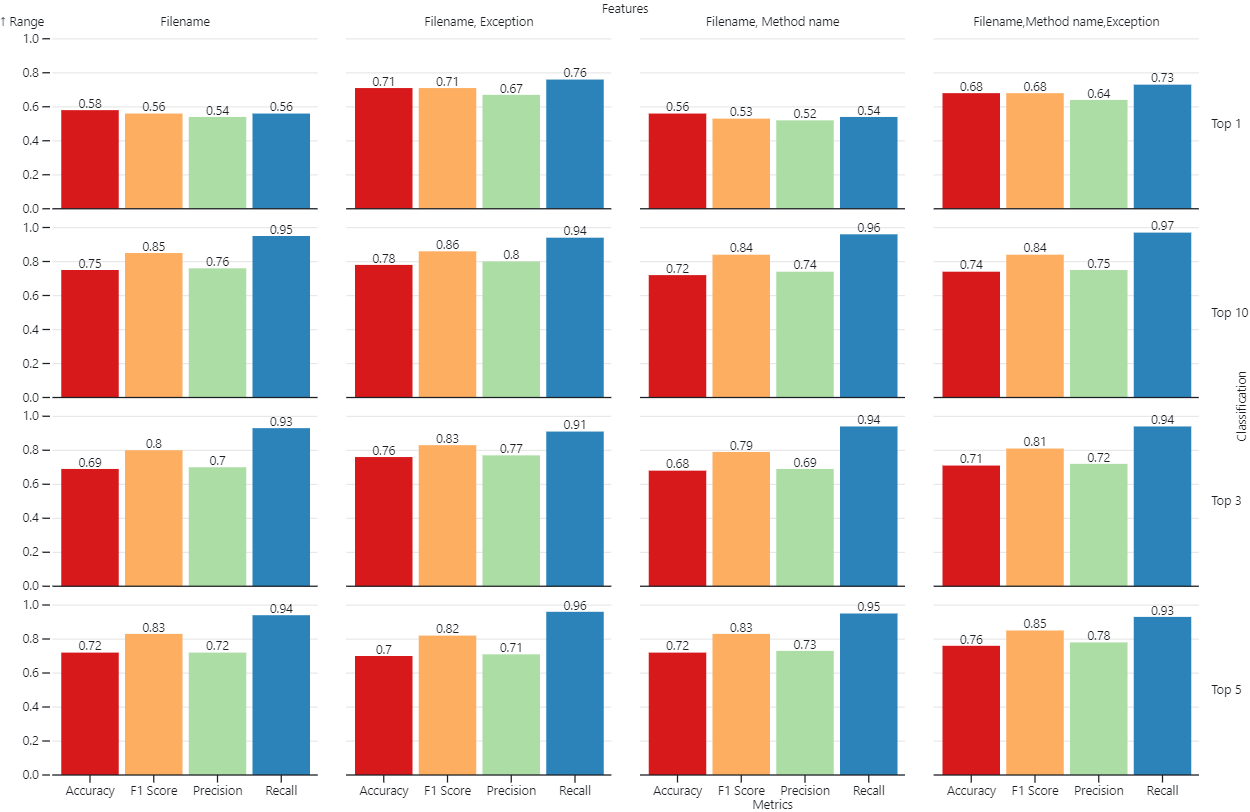 Features
↑ Range
Filename
Filename, Exception
Filename, Method name
Filename,Method name,Exception
1.0
0.8
0.6
0.4
0.2
0.0
0.58 0.56 0.54 0.56
0.71 0.71 0.67 0.76
0.56 0.53 0.52 0.54
0.68 0.68 0.64 0.73
Top 1
1.0
0.8
0.6
0.4
0.2
0.0
0.75 0.85 0.76 0.95
0.78 0.86 0.8 0.94
0.72 0.84 0.74 0.96
0.74 0.84 0.75 0.97
Top 10
Classification
1.0
0.8
0.6
0.4
0.2
0.0
0.69 0.8 0.7 0.93
0.76 0.83 0.77 0.91
0.68 0.79 0.69 0.94
0.71 0.81 0.72 0.94
Top 3
1.0
0.8
0.6
0.4
0.2
0.0
0.72 0.83 0.72 0.94
0.7 0.82 0.71 0.96
0.72 0.83 0.73 0.95
0.76 0.85 0.78 0.93
Top 5
Accuracy F1 Score Precision Recall
Accuracy F1 Score Precision Recall
Accuracy F1 Score Precision Recall
Accuracy F1 Score Precision Recall
Metrics